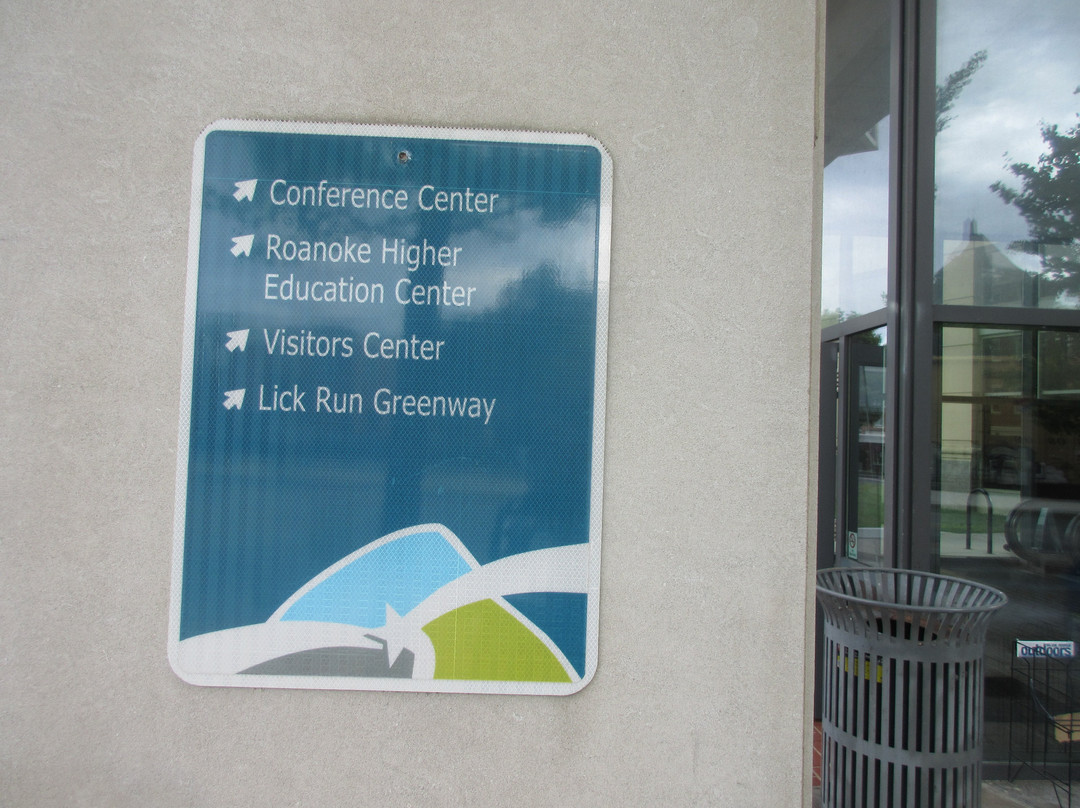 Conference Center
Roanoke Higher
Education Center
Visitors Center
Lick Run Greenway
outdoors